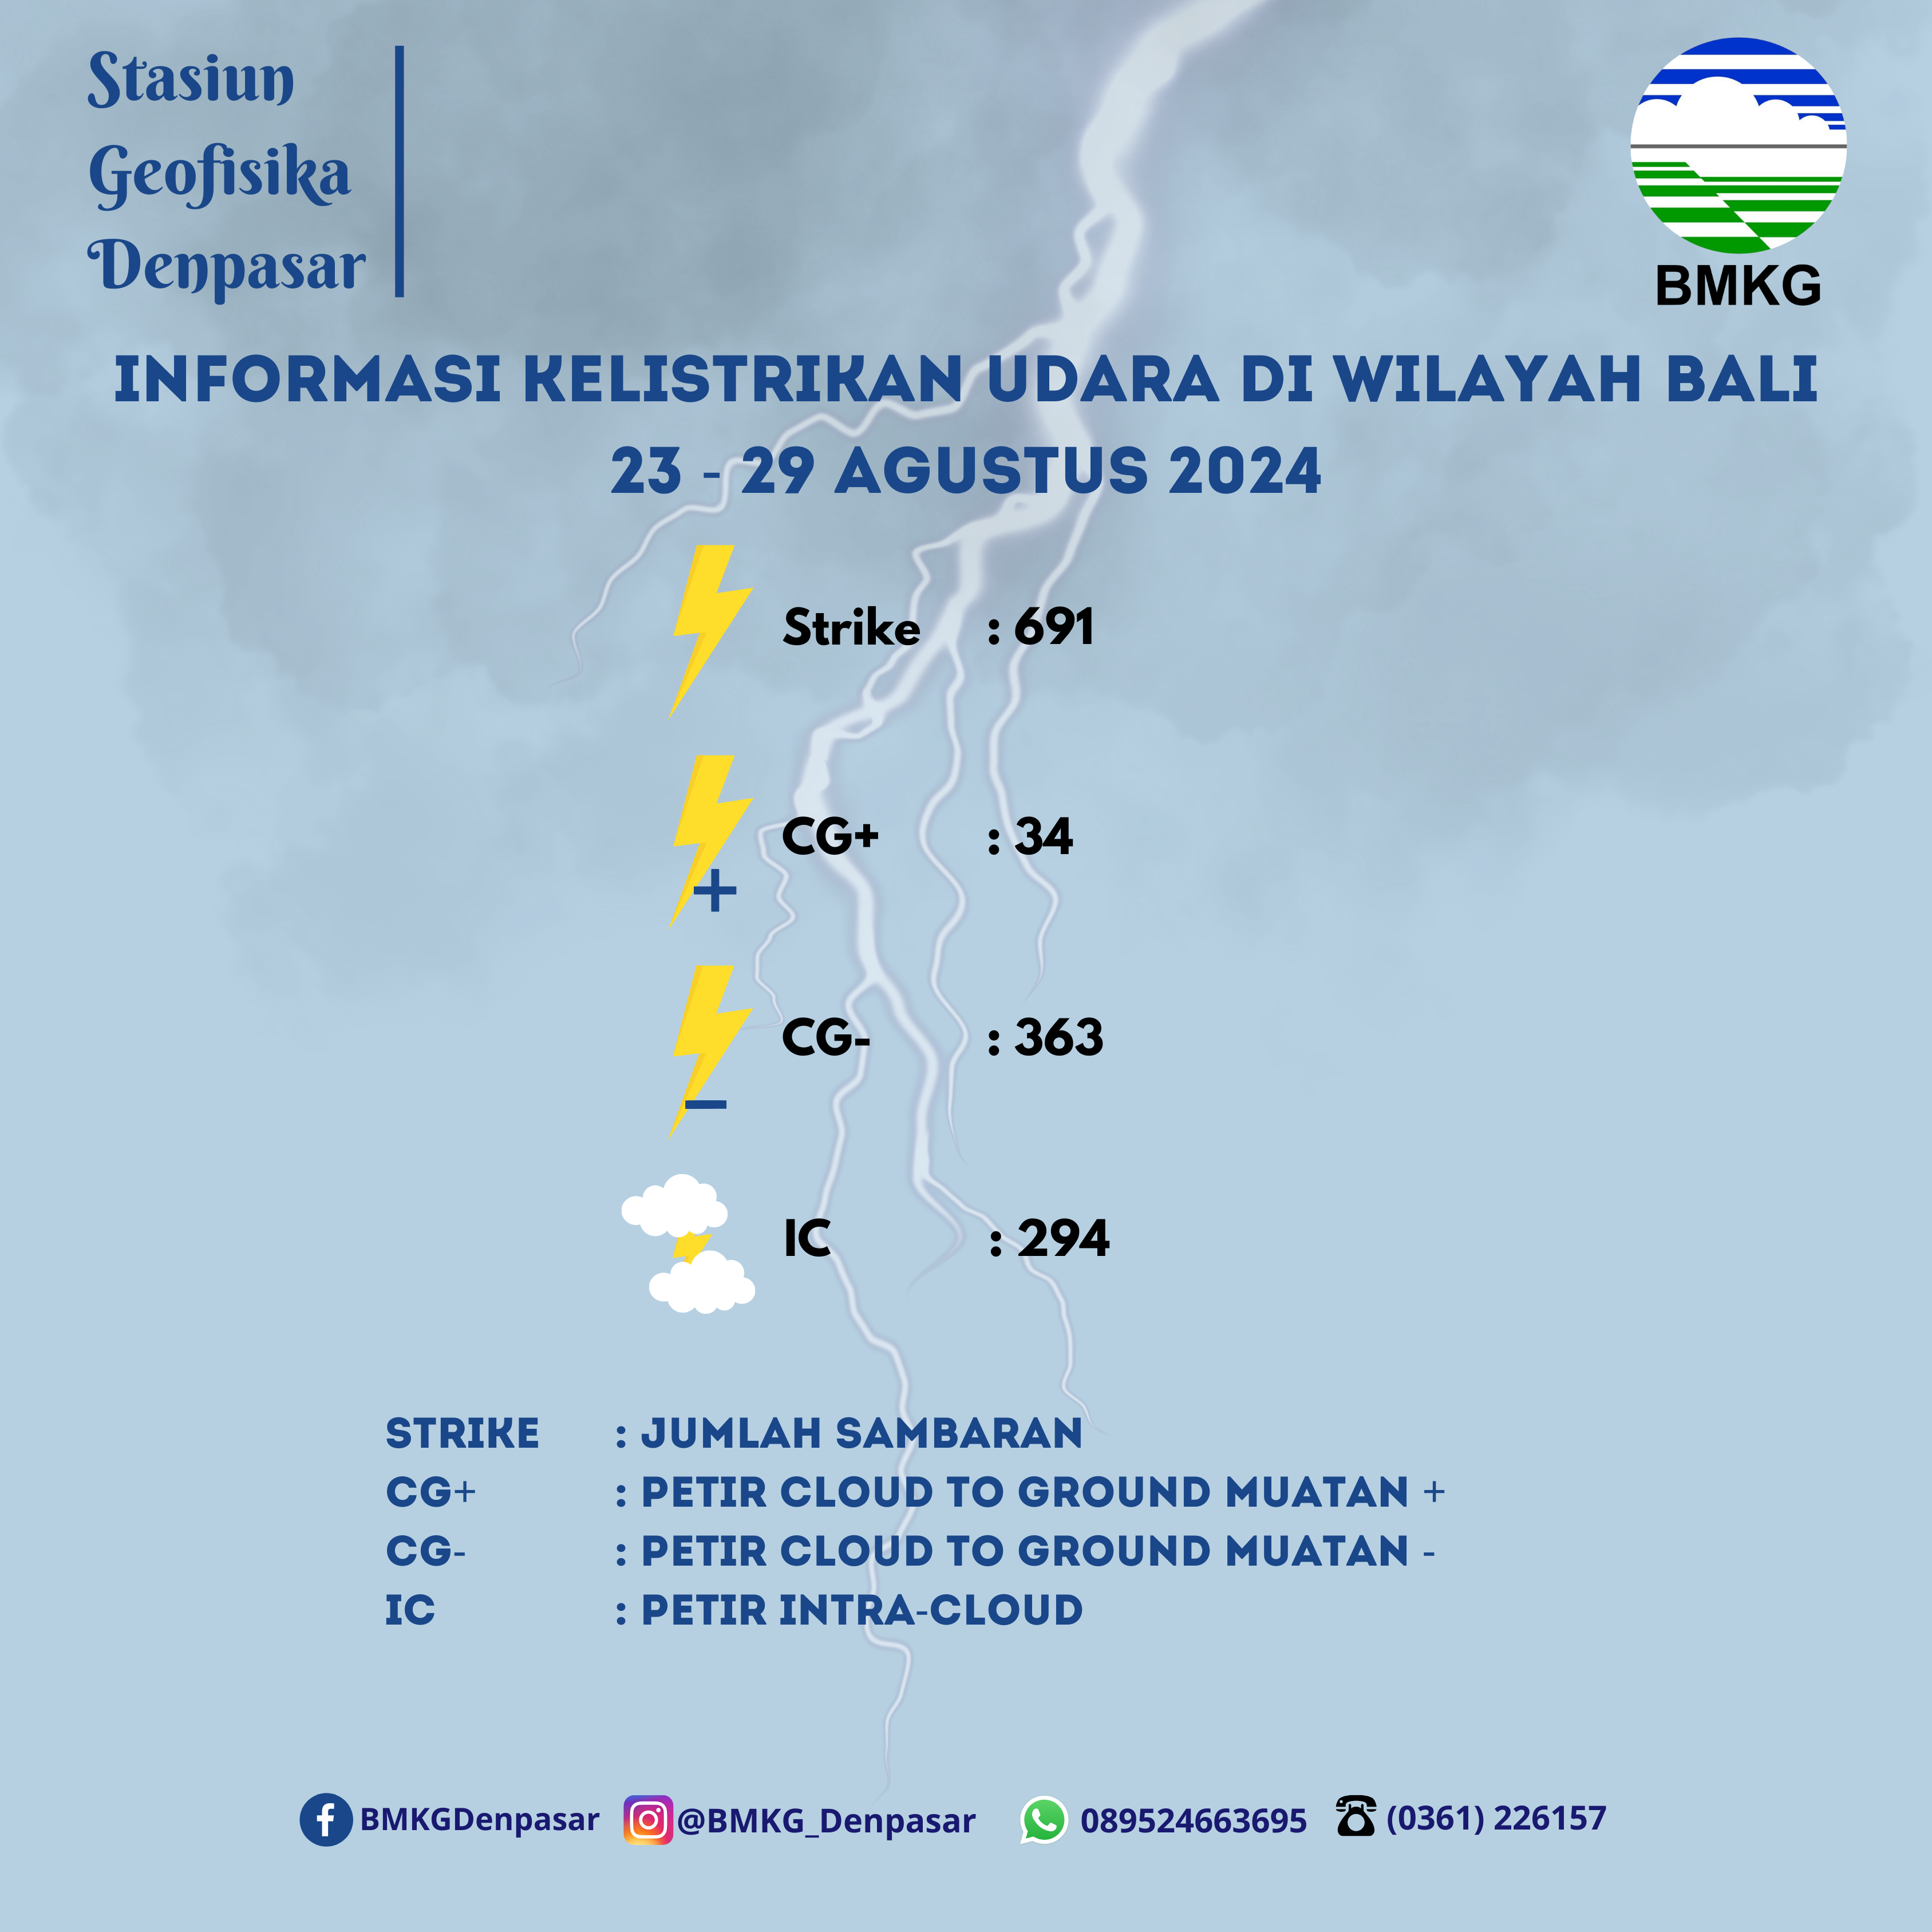 Stasiun
Geofisika
Denpasar
BMKG
INFORMASI KELISTRIKAN UDARA DI WILAYAH BALI
23 - 29 AGUSTUS 2024
Strike : 691
CG+ : 34
+
CG- : 363
-
IC : 294
STRIKE : JUMLAH SAMBARAN
CG+ : PETIR CLOUD TO GROUND MUATAN +
CG- : PETIR CLOUD TO GROUND MUATAN -
IC : PETIR INTRA-CLOUD
BMKGDenpasar @BMKG_Denpasar 089524663695 (0361) 226157